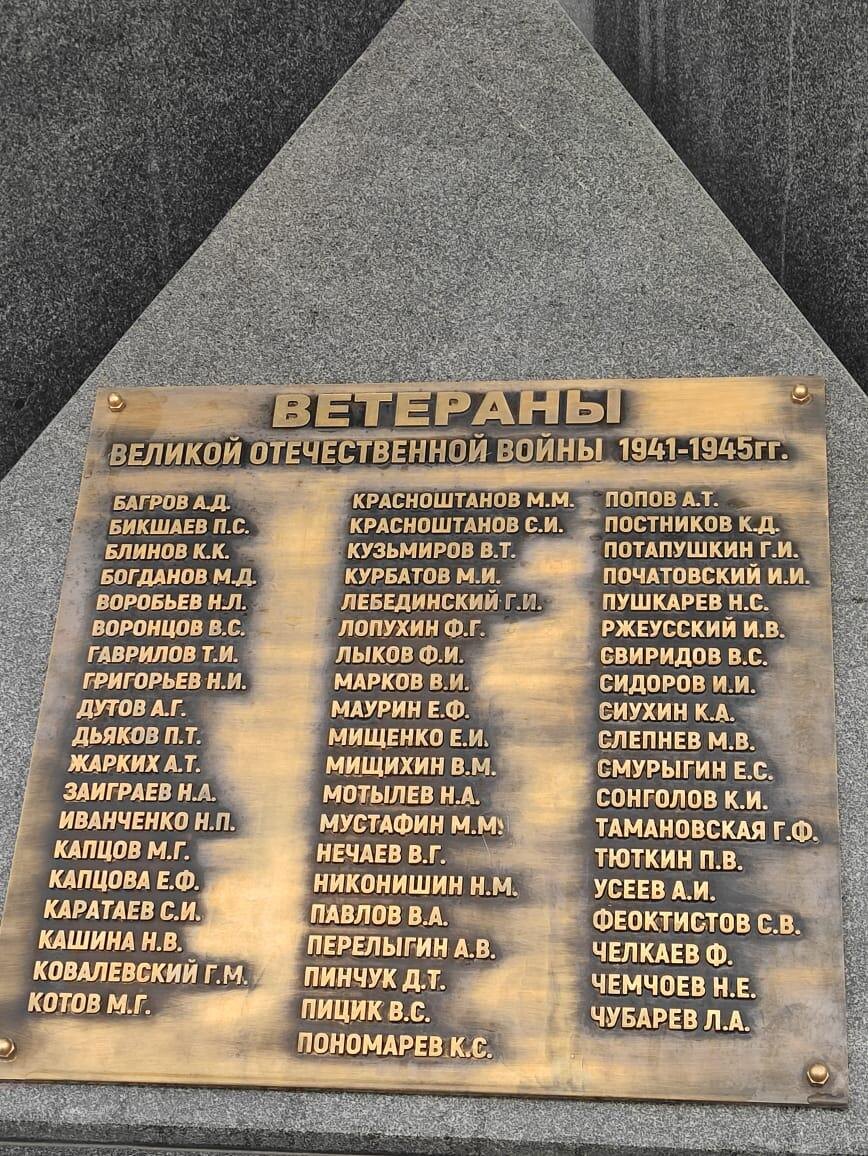 ВЕТЕРАНЫ
ВЕЛИКОЙ ОТЕЧЕСТВЕННОЙ ВОЙНЫ 1941-1945гг.
БАГРОВ А.Д.
БИКШАЕВ П.С.
БЛИНОВ К.К.
БОГДАНОВ М.Д.
ВОРОБЬЕВ Н.Л.
ВОРОНЦОВ В.С.
ГАВРИЛОВ Т.И.
ГРИГОРЬЕВ Н.И.
ДУТОВ А.Г.
ДЬЯКОВ П.Т.
ЖАРКИХ А.Т.
ЗАИГРАЕВ Н.А.
ИВАНЧЕНКО Н.П.
КАПЦОВ М.Г.
КАПЦОВА Е.Ф.
КАРАТАЕВ С.И.
КАШИНА Н.В.
КОВАЛЕВСКИЙ Г.М.
КОТОВ М.Г.
КРАСНОШТАНОВ М.М.
КРАСНОШТАНОВ С.И.
КУЗЬМИРОВ В.Т.
КУРБАТОВ М.И.
ЛЕБЕДИНСКИЙ Г.И.
ЛОПУХИН Ф.Г.
ЛЫКОВ Ф.И.
МАРКОВ В.И.
МАУРИН Е.Ф.
МИЩЕНКО Е.И.
МИЩИХИН В.М.
МОТЫЛЕВ Н.А.
МУСТАФИН М.М.
НЕЧАЕВ В.Г.
НИКОНИШИН Н.М.
ПАВЛОВ В.А.
ПЕРЕЛЫГИН А.В.
ПИНЧУК Д.Т.
ПИЦИК В.С.
ПОНОМАРЕВ К.С.
ПОПОВ А.Т.
ПОСТНИКОВ К.Д.
ПОТАПУШКИН Г.И.
ПОЧАТОВСКИЙ И.И.
ПУШКАРЕВ Н.С.
РЖЕУССКИЙ И.В.
СВИРИДОВ В.С.
СИДОРОВ И.И.
СИУХИН К.А.
СЛЕПНЕВ М.В.
СМУРЫГИН Е.С.
СОНГОЛОВ К.И.
ТАМАНОВСКАЯ Г.Ф.
ТЮТКИН П.В.
УСЕЕВ А.И.
ФЕОКТИСТОВ С.В.
ЧЕЛКАЕВ Ф.
ЧЕМЧОЕВ Н.Е.
ЧУБАРЕВ Л.А.